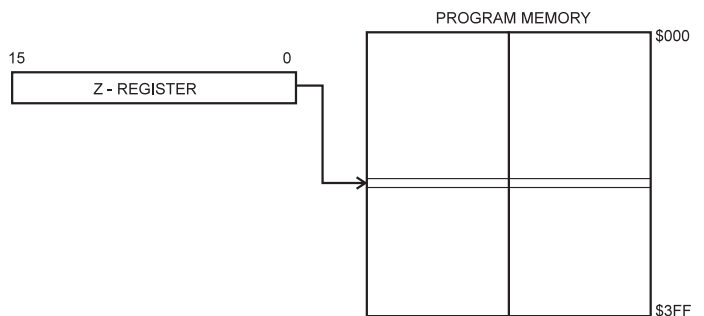 PROGRAM MEMORY
$000
15 0
Z - REGISTER
$3FF